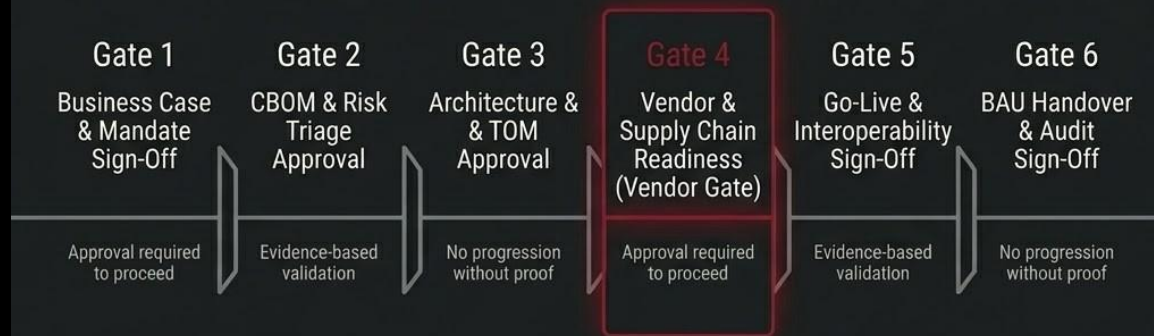 Gate 1
Business Case
& Mandate
Sign-Off
Approval required
to proceed
Gate 2
CBOM & Risk
Triage
Approval
Evidence-based
validation
Gate 3
Architecture &
& TOM
Approval
No progression
without proof
Gate 4
Vendor &
Supply Chain
Readiness
(Vendor Gate)
Approval required
to proceed
Gate 5
Go-Live &
Interoperability
Sign-Off
Evidence-based
validation
Gate 6
BAU Handover
& Audit
Sign-Off
No progression
without proof